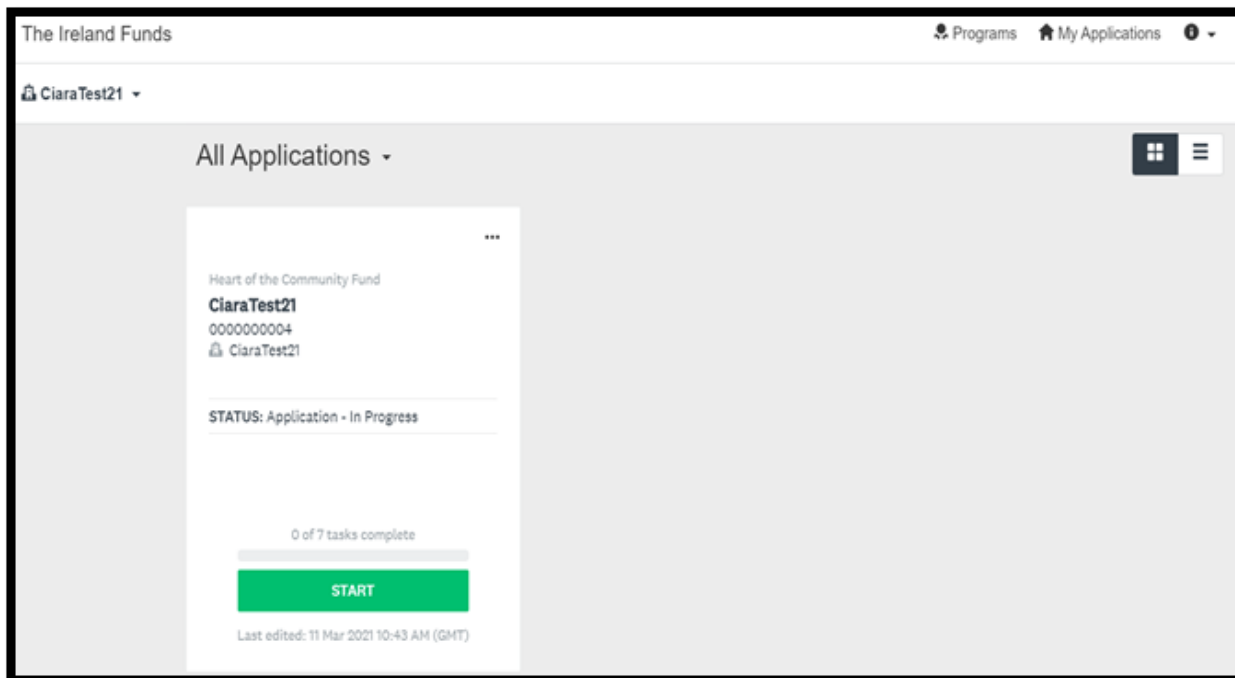 The Ireland Funds
Programs My Applications
CiaraTest21
All Applications
Heart of the Community Fund
CiaraTest21
0000000004
CiaraTest21
STATUS: Application - In Progress
0 of 7 tasks complete
START
Last edited: 11 Mar 2021 10:43 AM (GMT)